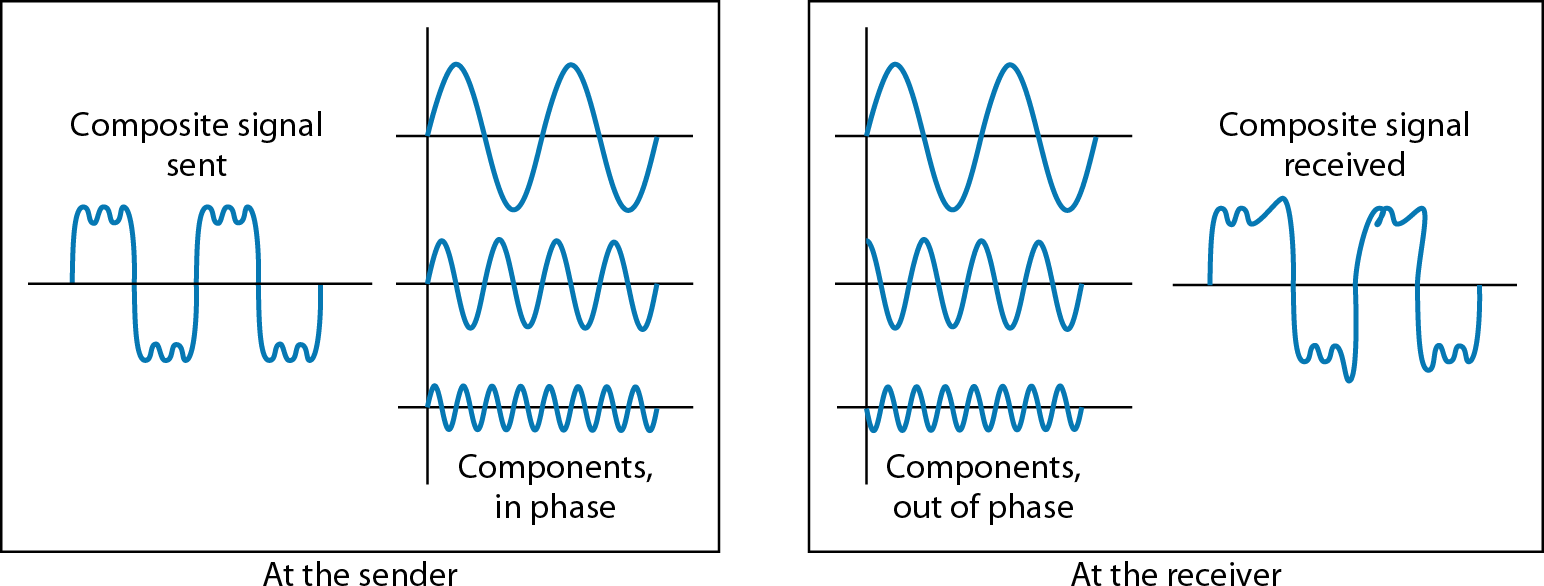 Composite signal
sent
Components,
in phase
At the sender
Composite signal
received
Components,
out of phase
At the receiver